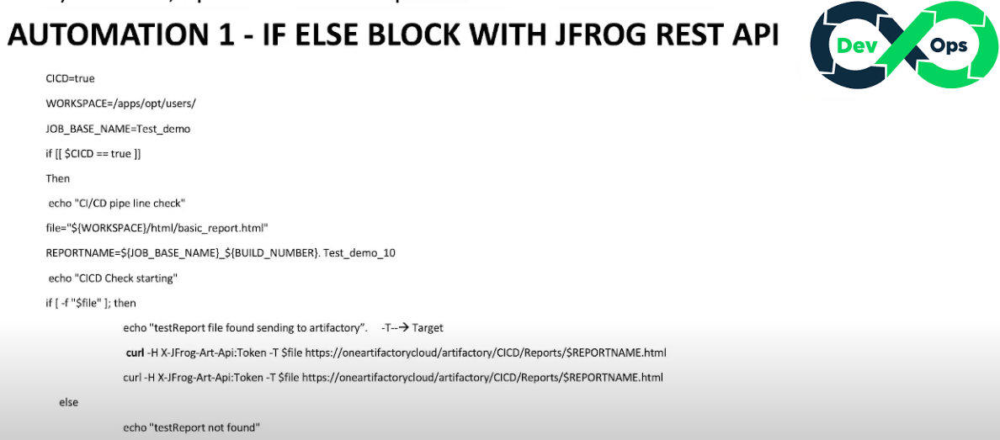 AUTOMATION 1 - IF ELSE BLOCK WITH JFROG REST API
Dev Ops
CICD=true
WORKSPACE=/apps/opt/users/
JOB_BASE_NAME=Test_demo
if [[ $CICD == true ]]
Then
echo "CI/CD pipe line check"
file="${WORKSPACE}/html/basic_report.html"
REPORTNAME=${JOB_BASE_NAME}_${BUILD_NUMBER}. Test_demo_10
echo "CICD Check starting"
if [ -f "$file" ]; then
echo "testReport file found sending to artifactory”. -T--→ Target
curl -H X-JFrog-Art-Api:Token -T $file https://oneartifactorycloud/artifactory/CICD/Reports/$REPORTNAME.html
curl -H X-JFrog-Art-Api:Token -T $file https://oneartifactorycloud/artifactory/CICD/Reports/$REPORTNAME.html
else
echo "testReport not found"